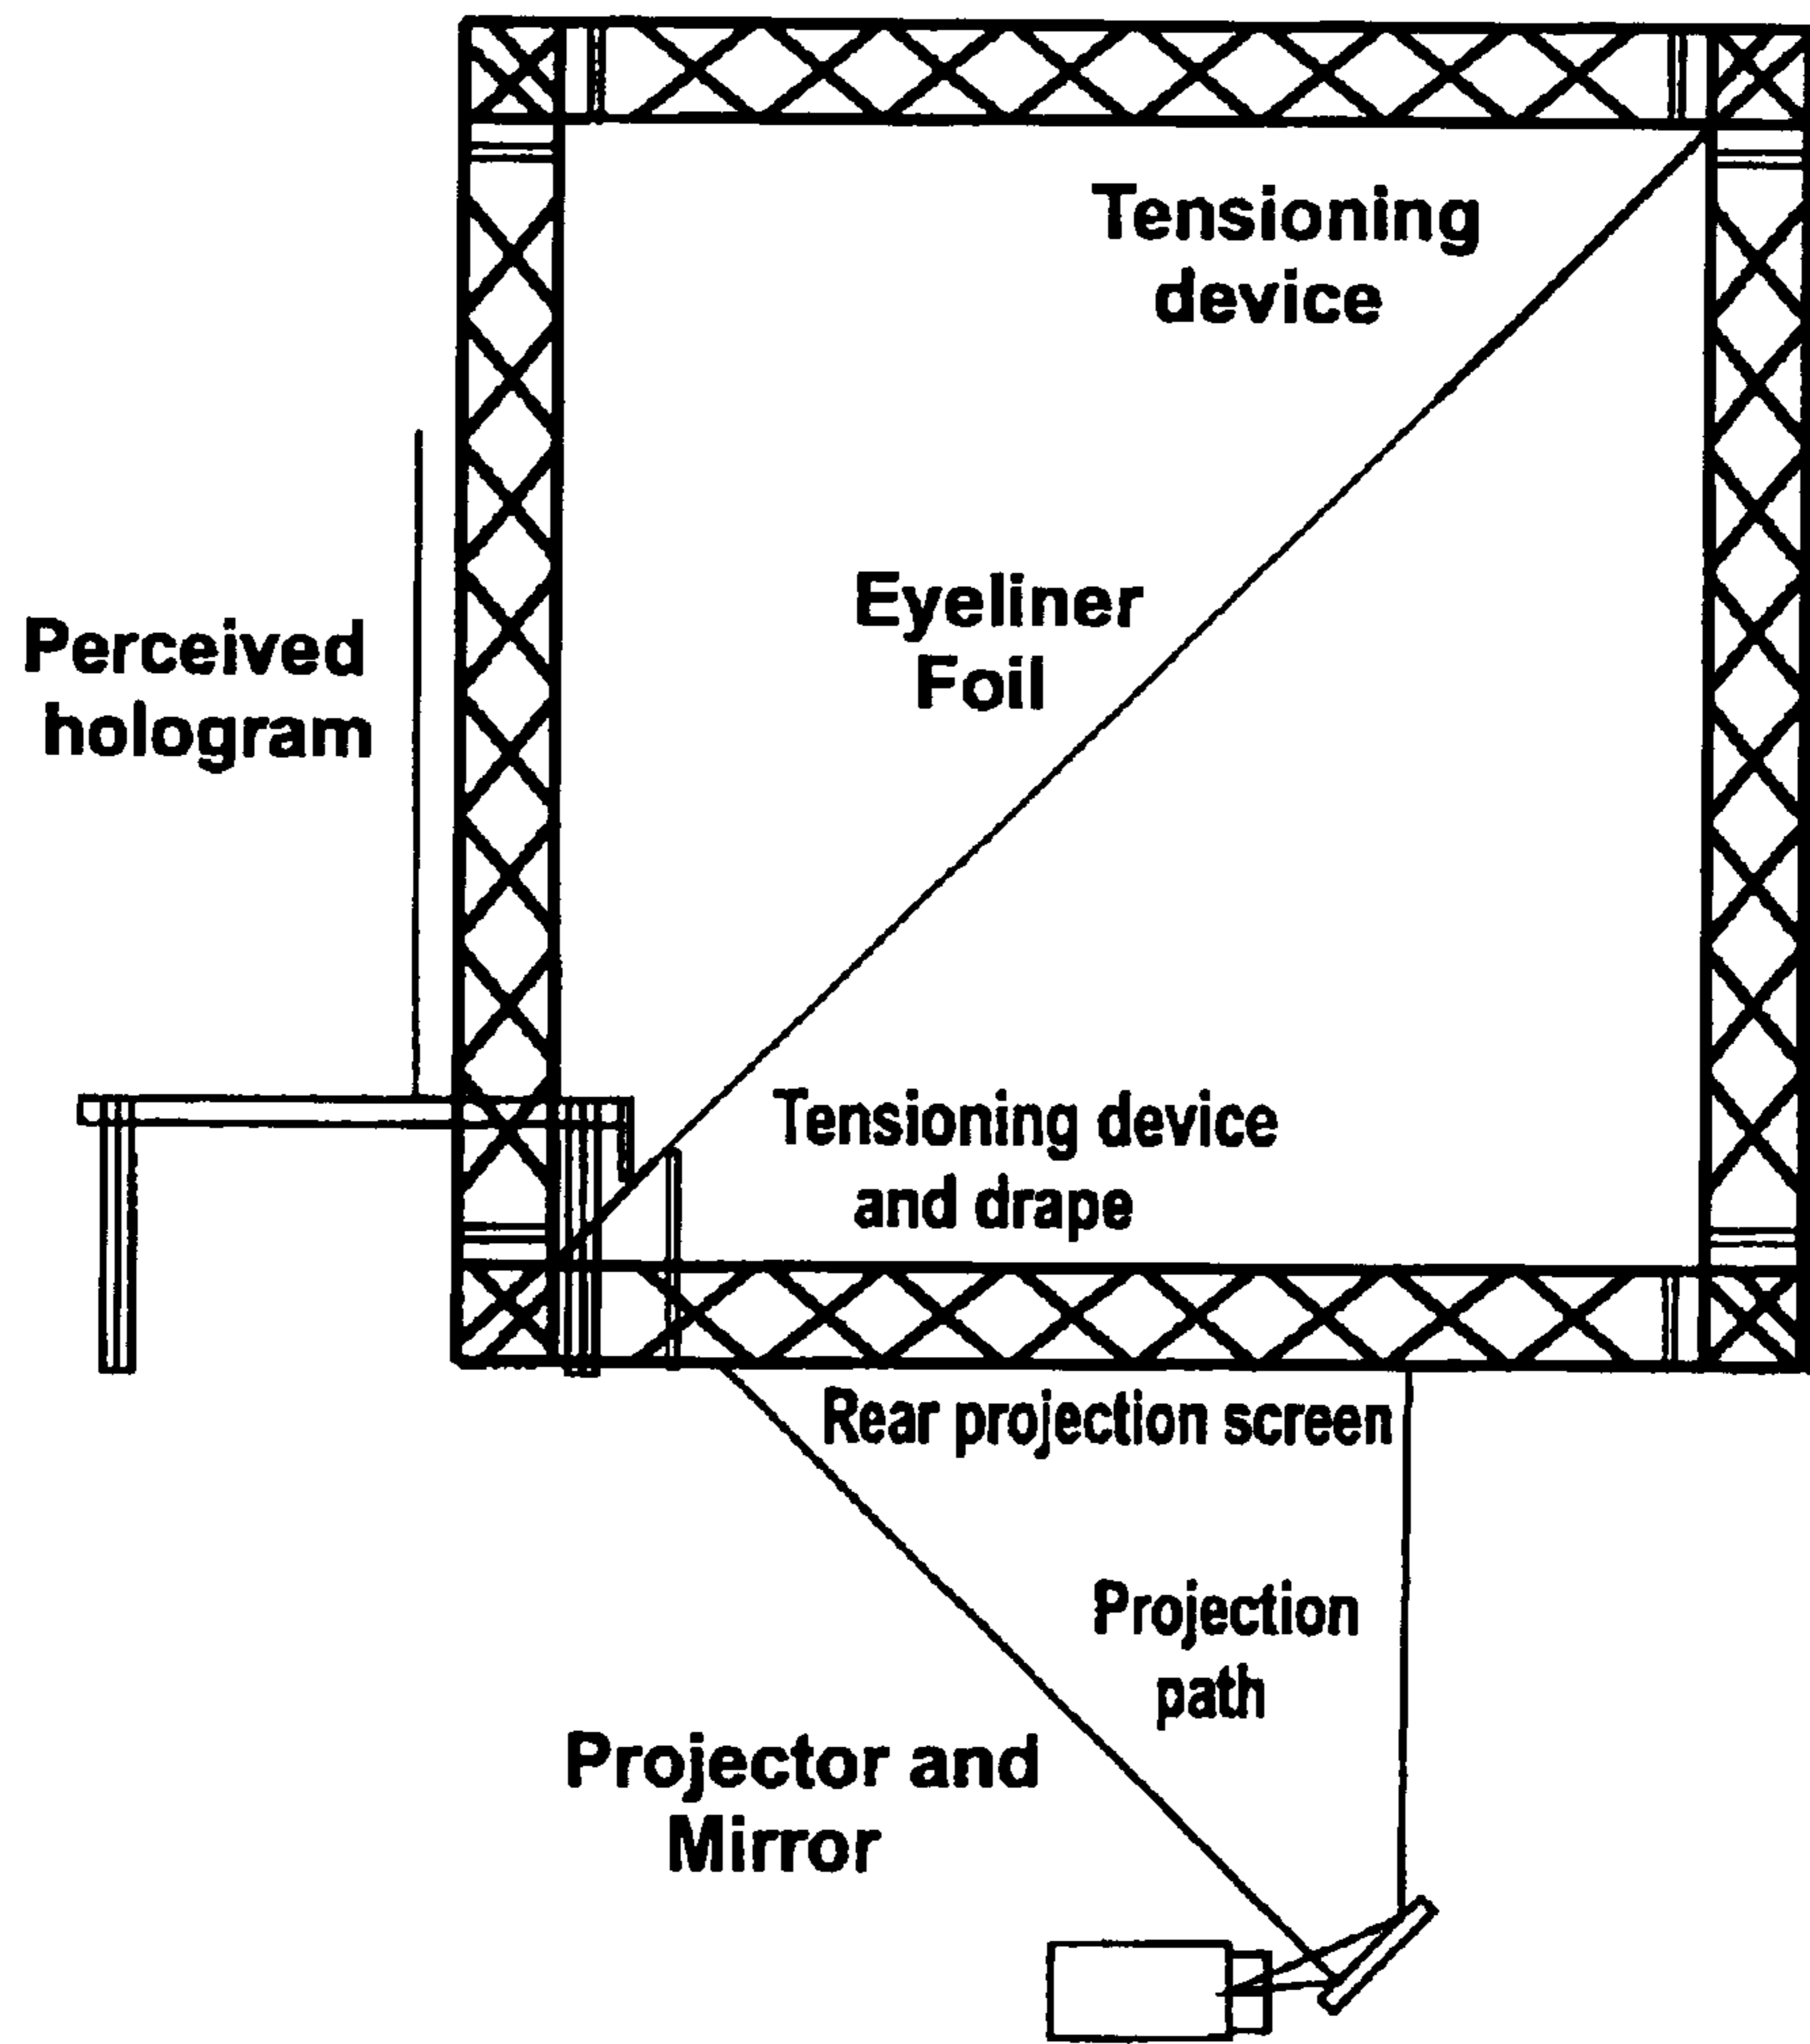 Tensioning
device
Eyeliner
Foil
Perceived
hologram
Tensioning device
and drape
Rear projection screen
Projection
path
Projector and
Mirror